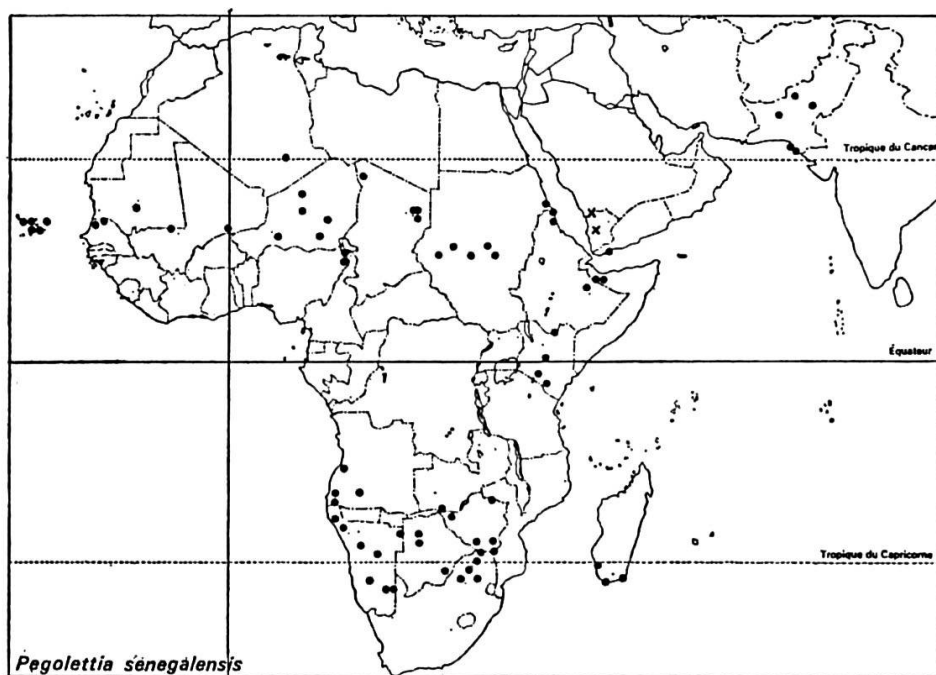 Tropique du Cancer
Équateur
Tropique du Capricorne
Pegolettia senegalensis